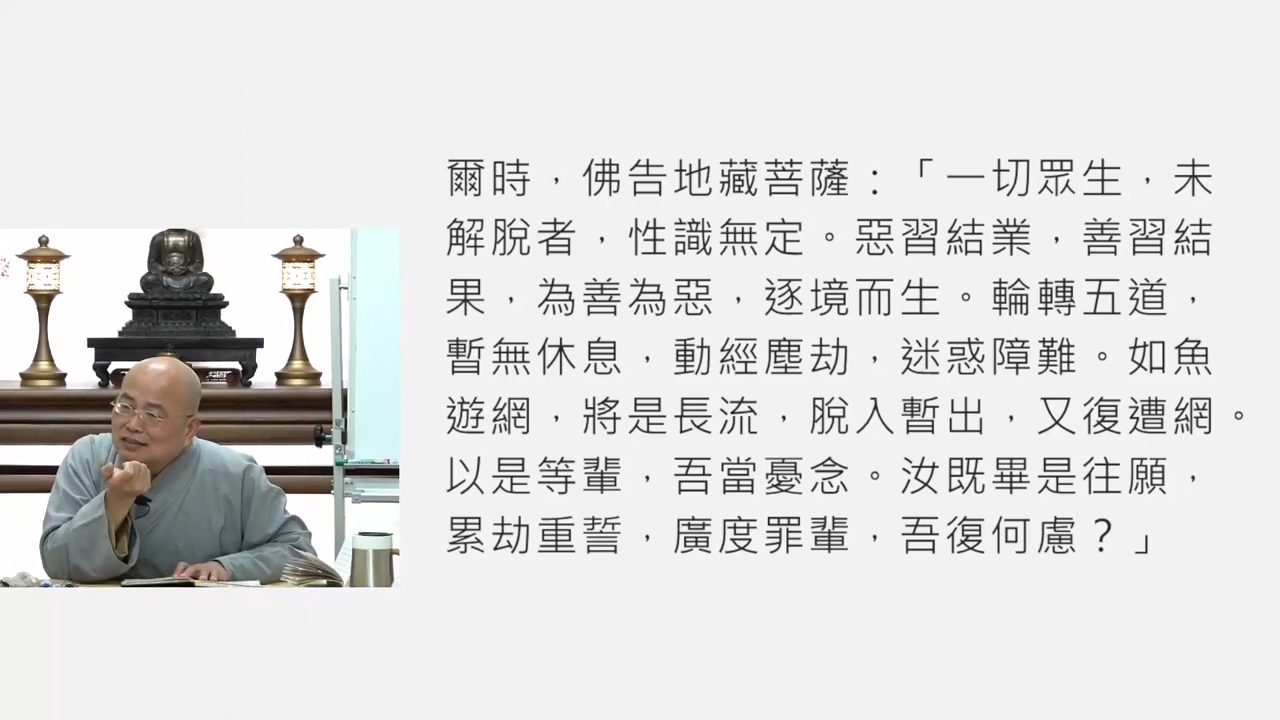 爾時，佛告地藏菩薩：「一切眾生，未
解脫者，性識無定。惡習結業，善習結
果，為善為惡，逐境而生。輪轉五道，
暫無休息，動經塵劫，迷惑障難。如魚
遊網，將是長流，脫入暫出，又復遭網。
以是等輩，吾當憂念。汝既畢是往願，
累劫重誓，廣度罪輩，吾復何慮？」